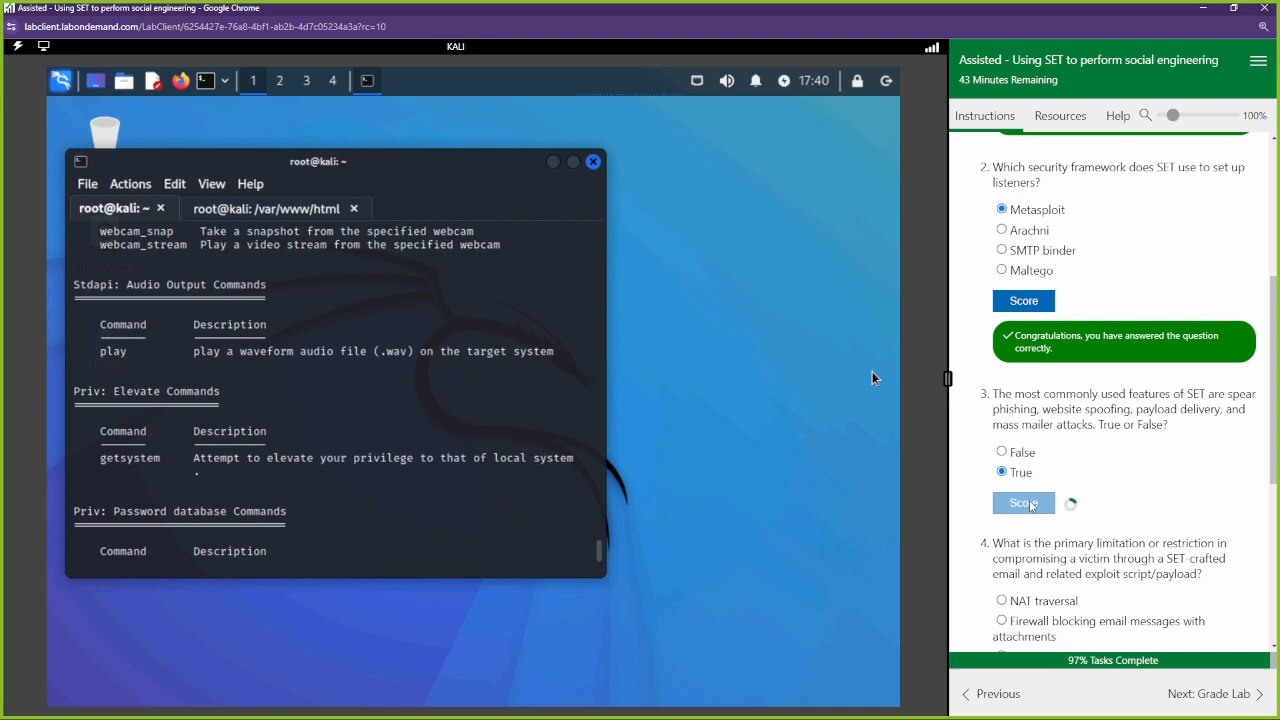 Assisted - Using SET to perform social engineering - Google Chrome
labclient.labondemand.com/LabClient/6254427e-76a8-4bf1-ab2b-4d7c05234a3a?rc=10
KALI
1 2 3 4
17:40
root@kali: ~
File Actions Edit View Help
root@kali: ~ × root@kali: /var/www/html ×
webcam_snap Take a snapshot from the specified webcam
webcam_stream Play a video stream from the specified webcam
Stdapi: Audio Output Commands
Command Description
play play a waveform audio file (.wav) on the target system
Priv: Elevate Commands
Command Description
getsystem Attempt to elevate your privilege to that of local system
.
Priv: Password database Commands
Command Description
Assisted - Using SET to perform social engineering
43 Minutes Remaining
Instructions Resources Help 100%
2. Which security framework does SET use to set up
listeners?
Metasploit
Arachni
SMTP binder
Maltego
Score
Congratulations, you have answered the question
correctly.
3. The most commonly used features of SET are spear
phishing, website spoofing, payload delivery, and
mass mailer attacks. True or False?
False
True
Score
4. What is the primary limitation or restriction in
compromising a victim through a SET-crafted
email and related exploit script/payload?
NAT traversal
Firewall blocking email messages with
attachments
97% Tasks Complete
Previous Next: Grade Lab